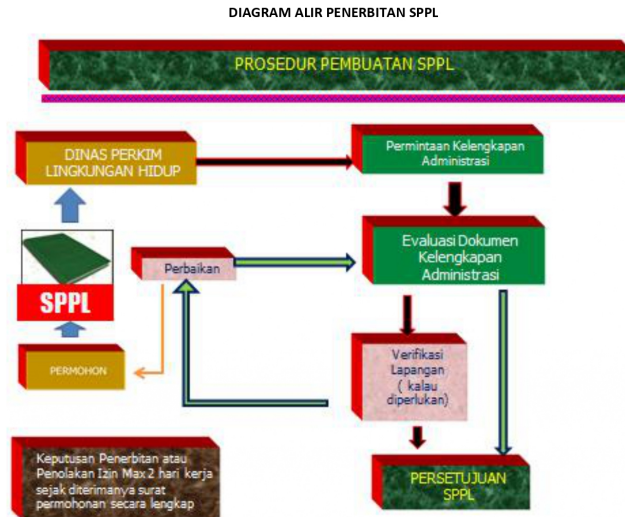 DIAGRAM ALIR PENERBITAN SPPL
PROSEDUR PEMBUATAN SPPL
DINAS PERKIM
LINGKUNGAN HIDUP
Permintaan Kelengkapan
Administrasi
Evaluasi Dokumen
Kelengkapan
Administrasi
Perbaikan
SPPL
PERMOHON
Verifikasi
Lapangan
( kalau
diperlukan)
Keputusan Penerbitan atau
Penolakan Izin Max 2 hari kerja
sejak diterimanya surat
permohonan secara lengkap
PERSETUJUAN
SPPL